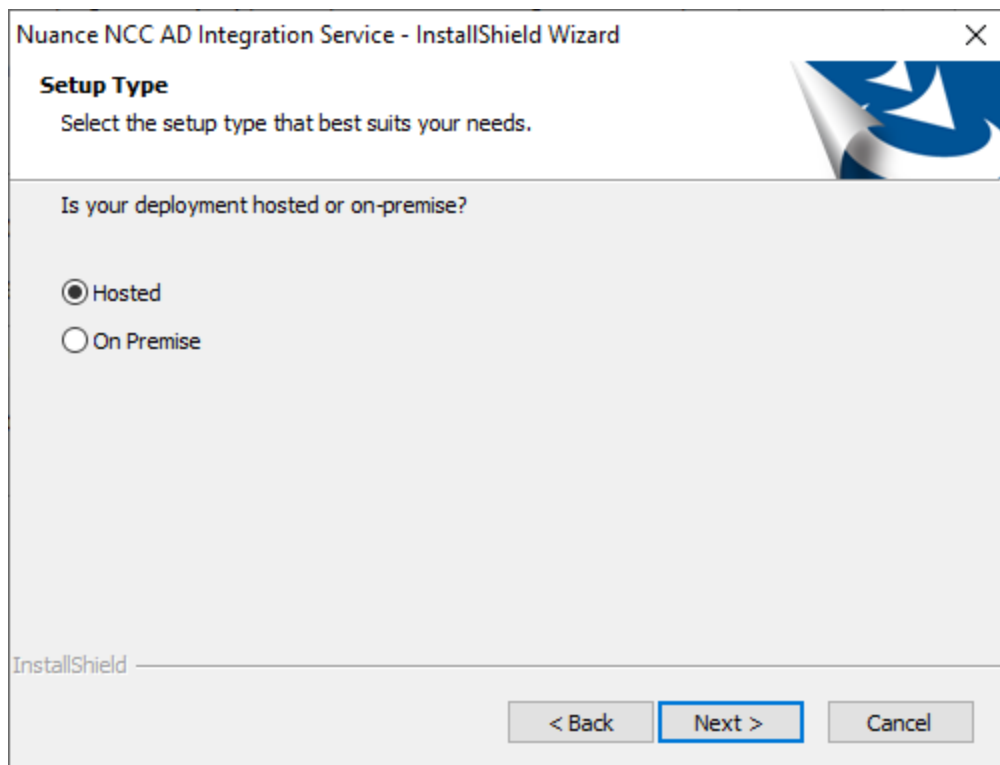 Nuance NCC AD Integration Service - InstallShield Wizard
Setup Type
Select the setup type that best suits your needs.
Is your deployment hosted or on-premise?
Hosted
On Premise
InstallShield
< Back Next > Cancel